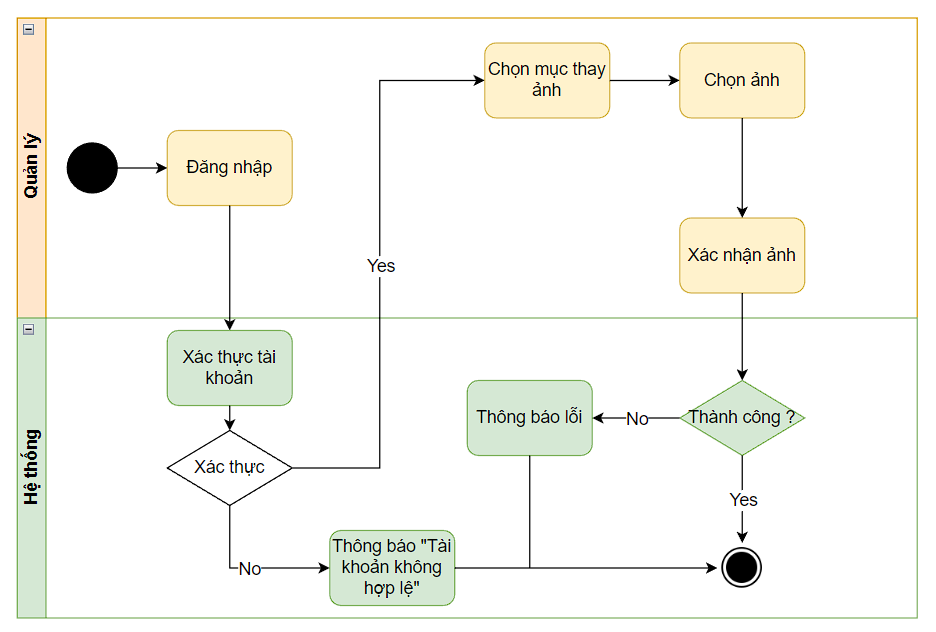 Quản lý
Chọn mục thay
ảnh
Chọn ảnh
Đăng nhập
Yes
Xác nhận ảnh
Hệ thống
Xác thực tài
khoản
Thông báo lỗi
No
Thành công ?
Xác thực
Yes
No
Thông báo "Tài
khoản không
hợp lệ"